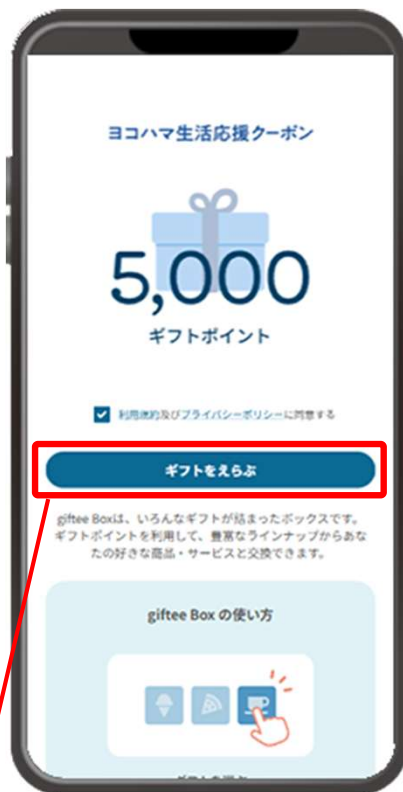 ヨコハマ生活応援クーポン
5,000
ギフトポイント
利用規約及びプライバシーポリシーに同意する
ギフトをえらぶ
giftee Boxは、いろんなギフトが詰まったボックスです。
ギフトポイントを利用して、豊富なラインナップからあな
たの好きな商品・サービスと交換できます。
giftee Box の使い方